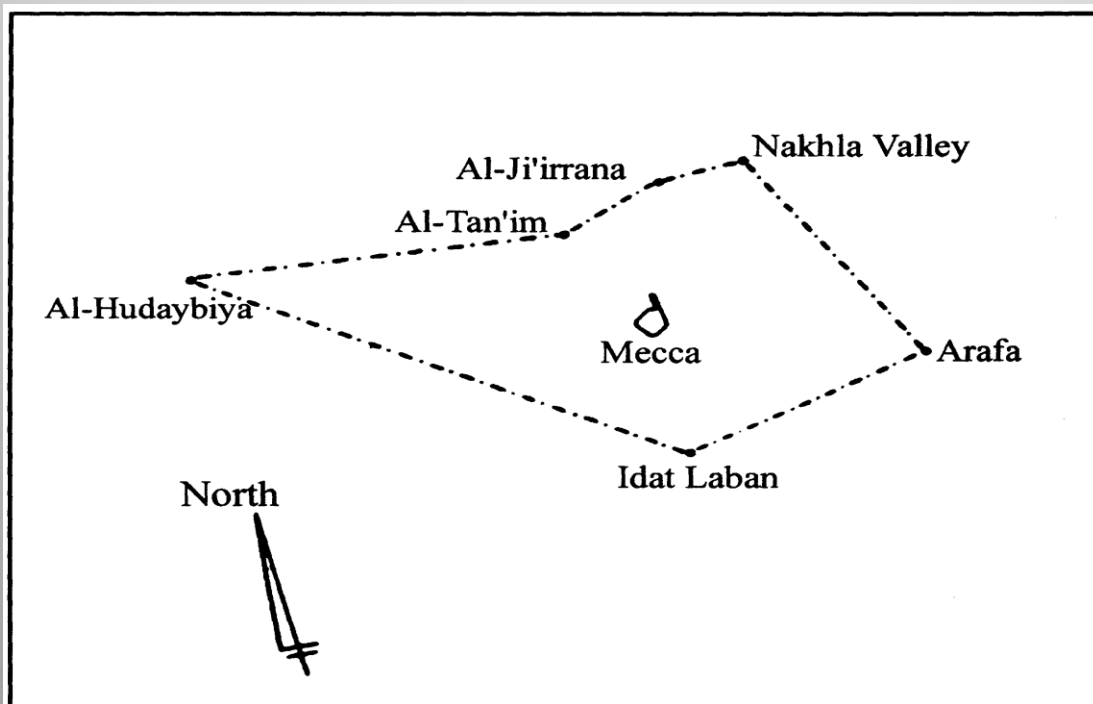 Nakhla Valley
Al-Ji'irrana
Al-Tan'im
Al-Hudaybiya
Mecca
Arafa
Idat Laban
North